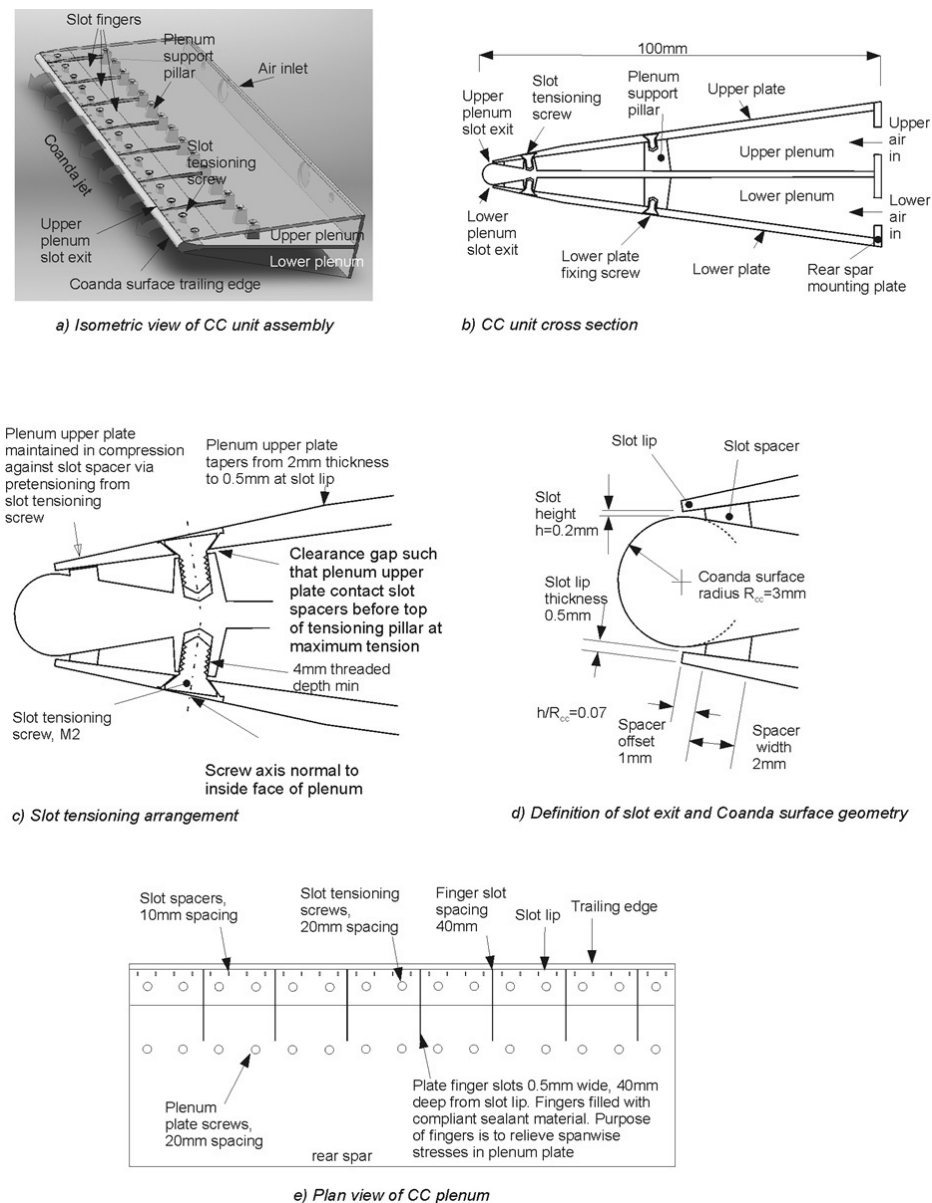 Slot fingers
Plenum
support
pillar
Air inlet
Slot
tensioning
screw
Coanda jet
Upper
plenum
slot exit
Upper plenum
Lower plenum
Coanda surface trailing edge
a) Isometric view of CC unit assembly
100mm
Upper
plenum
slot exit
Slot
tensioning
screw
Plenum
support
pillar
Upper plate
Upper
air
in
Upper plenum
Lower plenum
Lower
air
in
Lower
plenum
slot exit
Lower plate
fixing screw
Lower plate
Rear spar
mounting plate
b) CC unit cross section
Plenum upper plate
maintained in compression
against slot spacer via
pretensioning from
slot tensioning
screw
Plenum upper plate
tapers from 2mm thickness
to 0.5mm at slot lip
Clearance gap such
that plenum upper
plate contact slot
spacers before top
of tensioning pillar at
maximum tension
4mm threaded
depth min
Slot tensioning
screw, M2
Screw axis normal to
inside face of plenum
c) Slot tensioning arrangement
Slot lip
Slot spacer
Slot
height
h=0.2mm
Coanda surface
radius Rcc=3mm
Slot lip
thickness
0.5mm
h/Rcc=0.07
Spacer
offset
1mm
Spacer
width
2mm
d) Definition of slot exit and Coanda surface geometry
Slot spacers,
10mm spacing
Slot tensioning
screws,
20mm spacing
Finger slot
spacing
40mm
Slot lip
Trailing edge
Plenum
plate screws,
20mm spacing
Plate finger slots 0.5mm wide, 40mm
deep from slot lip. Fingers filled with
compliant sealant material. Purpose
of fingers is to relieve spanwise
stresses in plenum plate
rear spar
e) Plan view of CC plenum